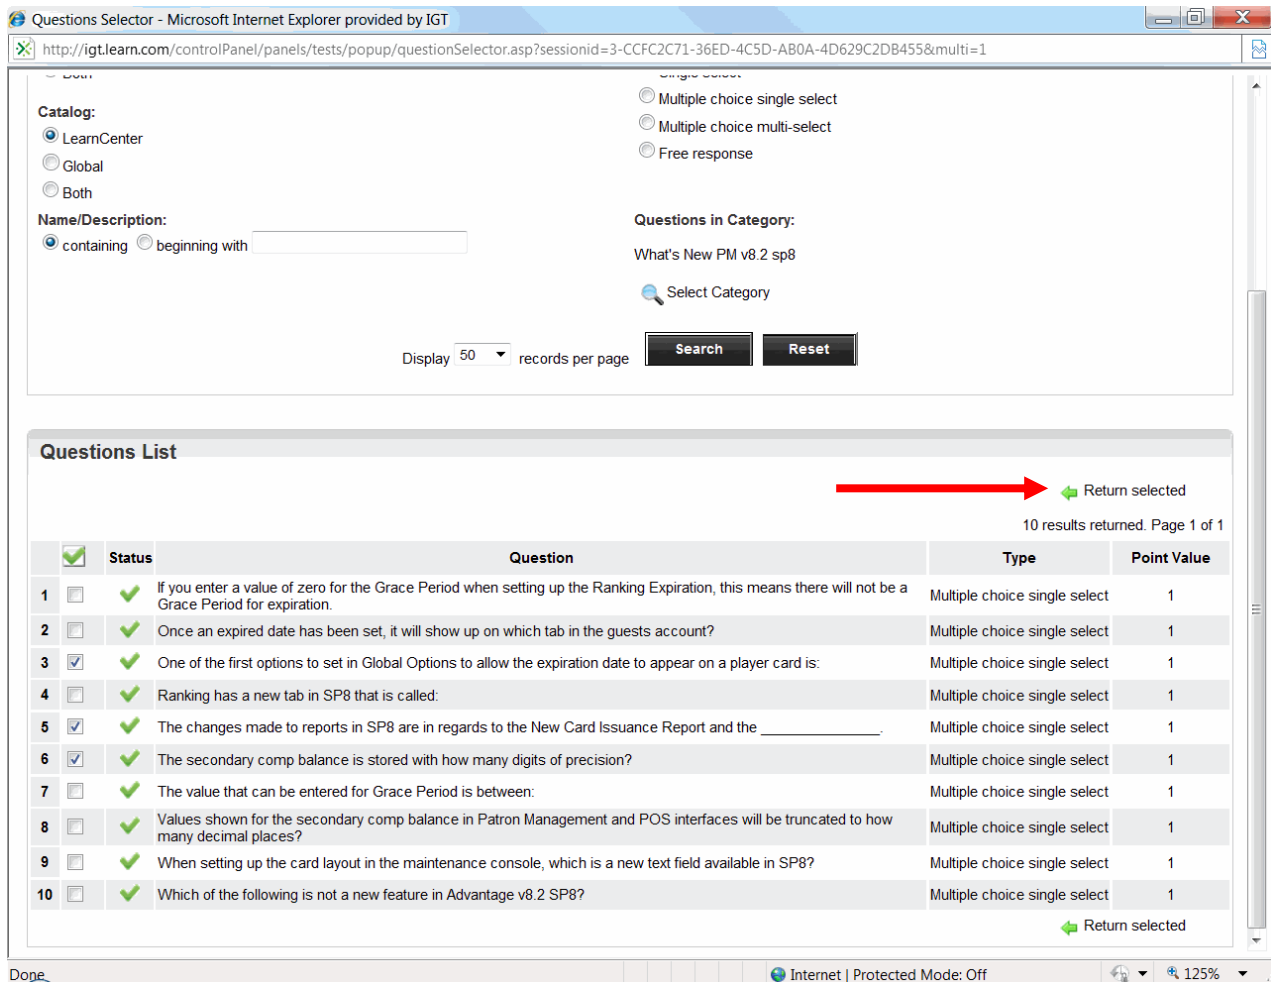 Questions Selector - Microsoft Internet Explorer provided by IGT
http://igt.learn.com/controlPanel/panels/tests/popup/questionSelector.asp?sessionid=3-CCFC2C71-36ED-4C5D-AB0A-4D629C2DB455&multi=1
Both
Single select
Multiple choice single select
Catalog:
LearnCenter
Multiple choice multi-select
Global
Free response
Both
Name/Description:
Questions in Category:
containing beginning with
What's New PM v8.2 sp8
Select Category
Display 50 records per page Search Reset
Questions List
Return selected
10 results returned. Page 1 of 1
Status Question Type Point Value
1 If you enter a value of zero for the Grace Period when setting up the Ranking Expiration, this means there will not be a Multiple choice single select 1
Grace Period for expiration.
2 Once an expired date has been set, it will show up on which tab in the guests account? Multiple choice single select 1
3 One of the first options to set in Global Options to allow the expiration date to appear on a player card is: Multiple choice single select 1
4 Ranking has a new tab in SP8 that is called: Multiple choice single select 1
5 The changes made to reports in SP8 are in regards to the New Card Issuance Report and the ________________. Multiple choice single select 1
6 The secondary comp balance is stored with how many digits of precision? Multiple choice single select 1
7 The value that can be entered for Grace Period is between: Multiple choice single select 1
8 Values shown for the secondary comp balance in Patron Management and POS interfaces will be truncated to how Multiple choice single select 1
many decimal places?
9 When setting up the card layout in the maintenance console, which is a new text field available in SP8? Multiple choice single select 1
10 Which of the following is not a new feature in Advantage v8.2 SP8? Multiple choice single select 1
Return selected
Done Internet | Protected Mode: Off 125%